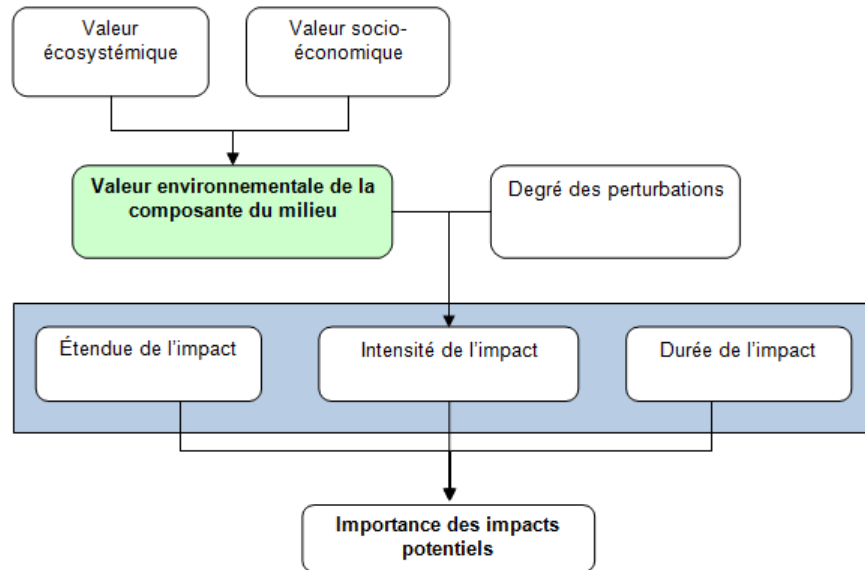 Valeur
écosystémique
Valeur socio-
économique
Valeur environnementale de la
composante du milieu
Degré des perturbations
Étendue de l'impact
Intensité de l'impact
Durée de l'impact
Importance des impacts
potentiels